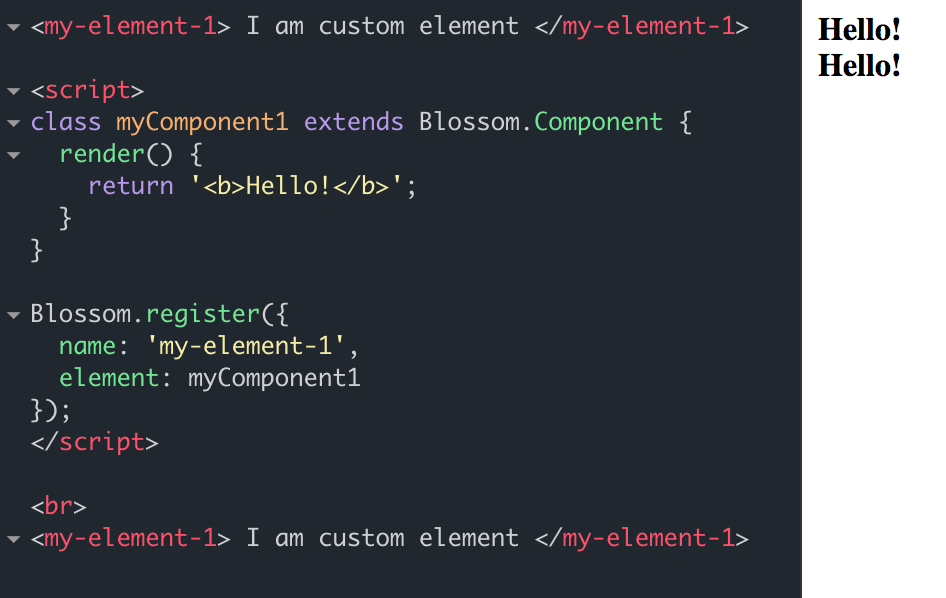 <my-element-1> I am custom element </my-element-1>
<script>
class myComponent1 extends Blossom.Component {
render() {
return '<b>Hello!</b>';
}
}
Blossom.register({
name: 'my-element-1',
element: myComponent1
});
</script>
<br>
<my-element-1> I am custom element </my-element-1>
Hello!
Hello!